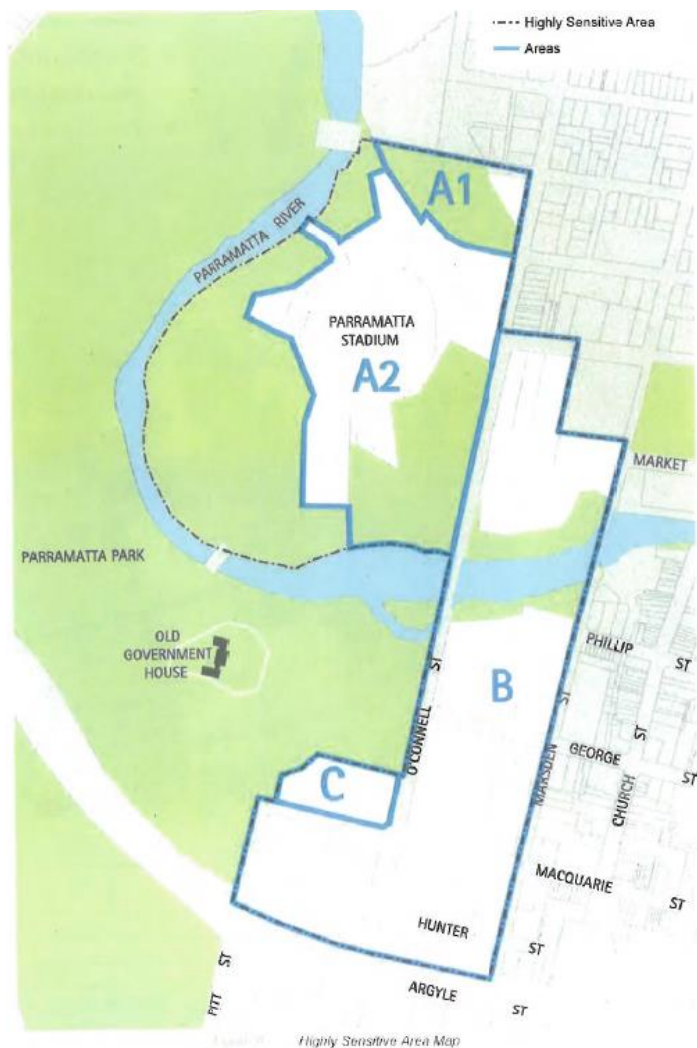 Highly Sensitive Area
Areas
A1
PARRAMATTA RIVER
PARRAMATTA
STADIUM
A2
MARKET
PARRAMATTA PARK
OLD
GOVERNMENT
HOUSE
PHILLIP ST
O'CONNELL ST
B
MARSDEN ST
GEORGE ST
CHURCH ST
C
MACQUARIE ST
HUNTER ST
PITT ST
ARGYLE ST
Highly Sensitive Area Map